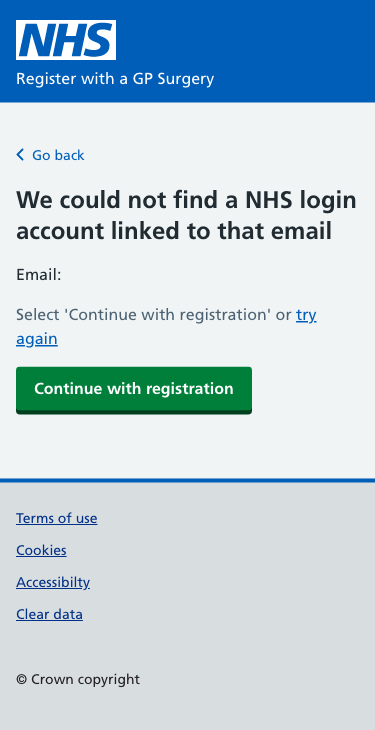 NHS
Register with a GP Surgery
Go back
We could not find a NHS login
account linked to that email
Email:
Select 'Continue with registration' or try
again
Continue with registration
Terms of use
Cookies
Accessibilty
Clear data
© Crown copyright